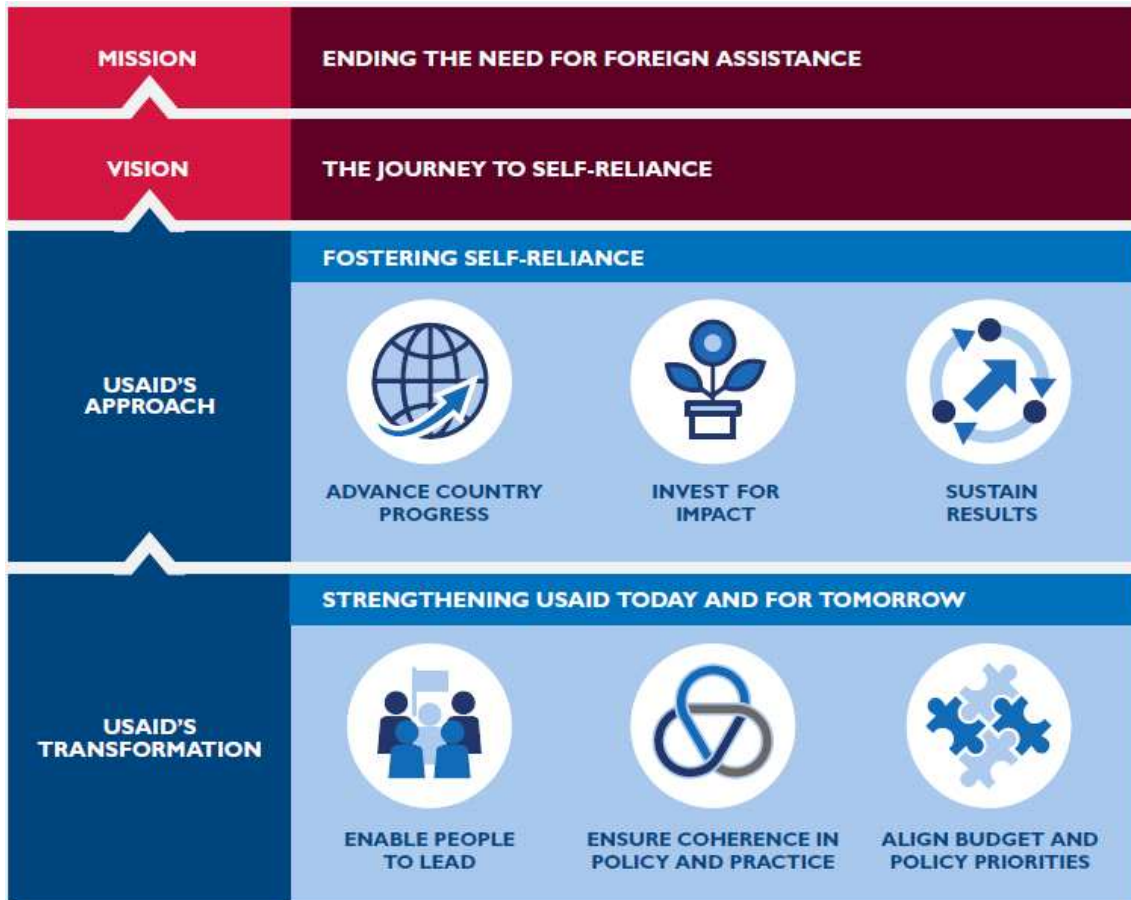 MISSION
ENDING THE NEED FOR FOREIGN ASSISTANCE
VISION
THE JOURNEY TO SELF-RELIANCE
USAID'S
APPROACH
FOSTERING SELF-RELIANCE
ADVANCE COUNTRY
PROGRESS
INVEST FOR
IMPACT
SUSTAIN
RESULTS
USAID'S
TRANSFORMATION
STRENGTHENING USAID TODAY AND FOR TOMORROW
ENABLE PEOPLE
TO LEAD
ENSURE COHERENCE IN
POLICY AND PRACTICE
ALIGN BUDGET AND
POLICY PRIORITIES